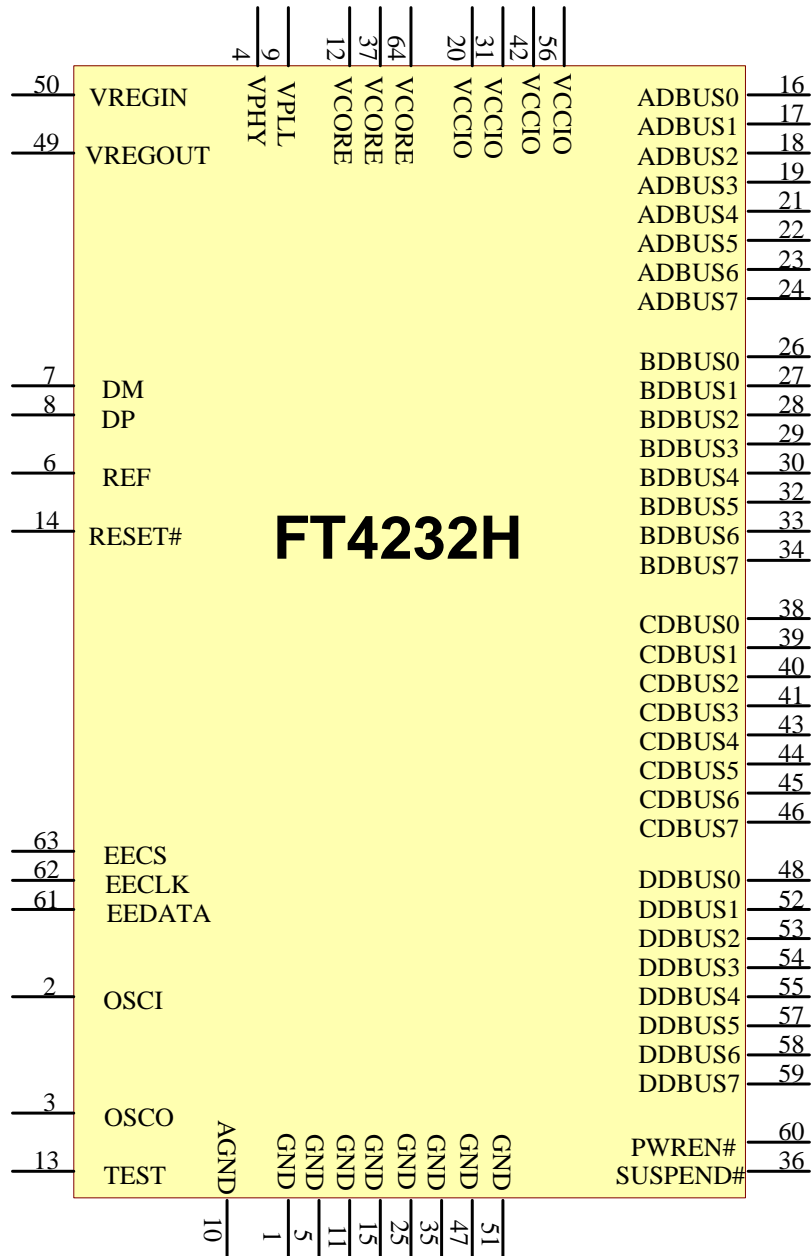 4 9 12 37 64 20 31 42 56
VPHY VPLL VCORE VCORE VCORE VCCIO VCCIO VCCIO VCCIO
50 VREGIN
49 VREGOUT
7 DM
8 DP
6 REF
14 RESET#
FT4232H
63 EECS
62 EECLK
61 EEDATA
2 OSCI
3 OSCO
13 TEST
ADBUS0 16
ADBUS1 17
ADBUS2 18
ADBUS3 19
ADBUS4 21
ADBUS5 22
ADBUS6 23
ADBUS7 24
BDBUS0 26
BDBUS1 27
BDBUS2 28
BDBUS3 29
BDBUS4 30
BDBUS5 32
BDBUS6 33
BDBUS7 34
CDBUS0 38
CDBUS1 39
CDBUS2 40
CDBUS3 41
CDBUS4 43
CDBUS5 44
CDBUS6 45
CDBUS7 46
DDBUS0 48
DDBUS1 52
DDBUS2 53
DDBUS3 54
DDBUS4 55
DDBUS5 57
DDBUS6 58
DDBUS7 59
PWREN# 60
SUSPEND# 36
AGND GND GND GND GND GND GND GND GND
10 1 5 11 15 25 35 47 51